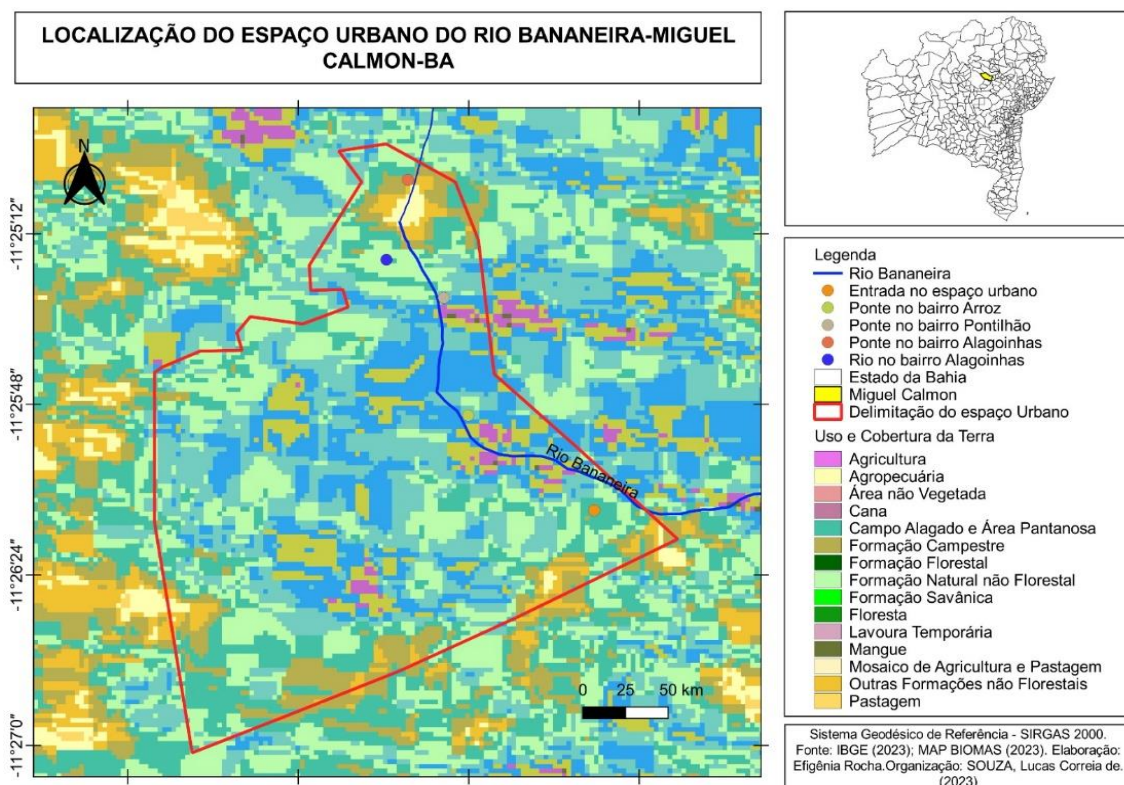 LOCALIZAÇÃO DO ESPAÇO URBANO DO RIO BANANEIRA-MIGUEL
CALMON-BA
N
-11°25'12"
-11°25'48"
-11°26'24"
-11°27'0"
Rio Bananeira
0 25 50 km
Legenda
Rio Bananeira
Entrada no espaço urbano
Ponte no bairro Arroz
Ponte no bairro Pontilhão
Ponte no bairro Alagoinhas
Rio no bairro Alagoinhas
Estado da Bahia
Miguel Calmon
Delimitação do espaço Urbano
Uso e Cobertura da Terra
Agricultura
Agropecuária
Área não Vegetada
Cana
Campo Alagado e Área Pantanosa
Formação Campestre
Formação Florestal
Formação Natural não Florestal
Formação Savânica
Floresta
Lavoura Temporária
Mangue
Mosaico de Agricultura e Pastagem
Outras Formações não Florestais
Pastagem
Sistema Geodésico de Referência - SIRGAS 2000.
Fonte: IBGE (2023); MAP BIOMAS (2023). Elaboração:
Efigênia Rocha.Organização: SOUZA, Lucas Correia de.
(2023)